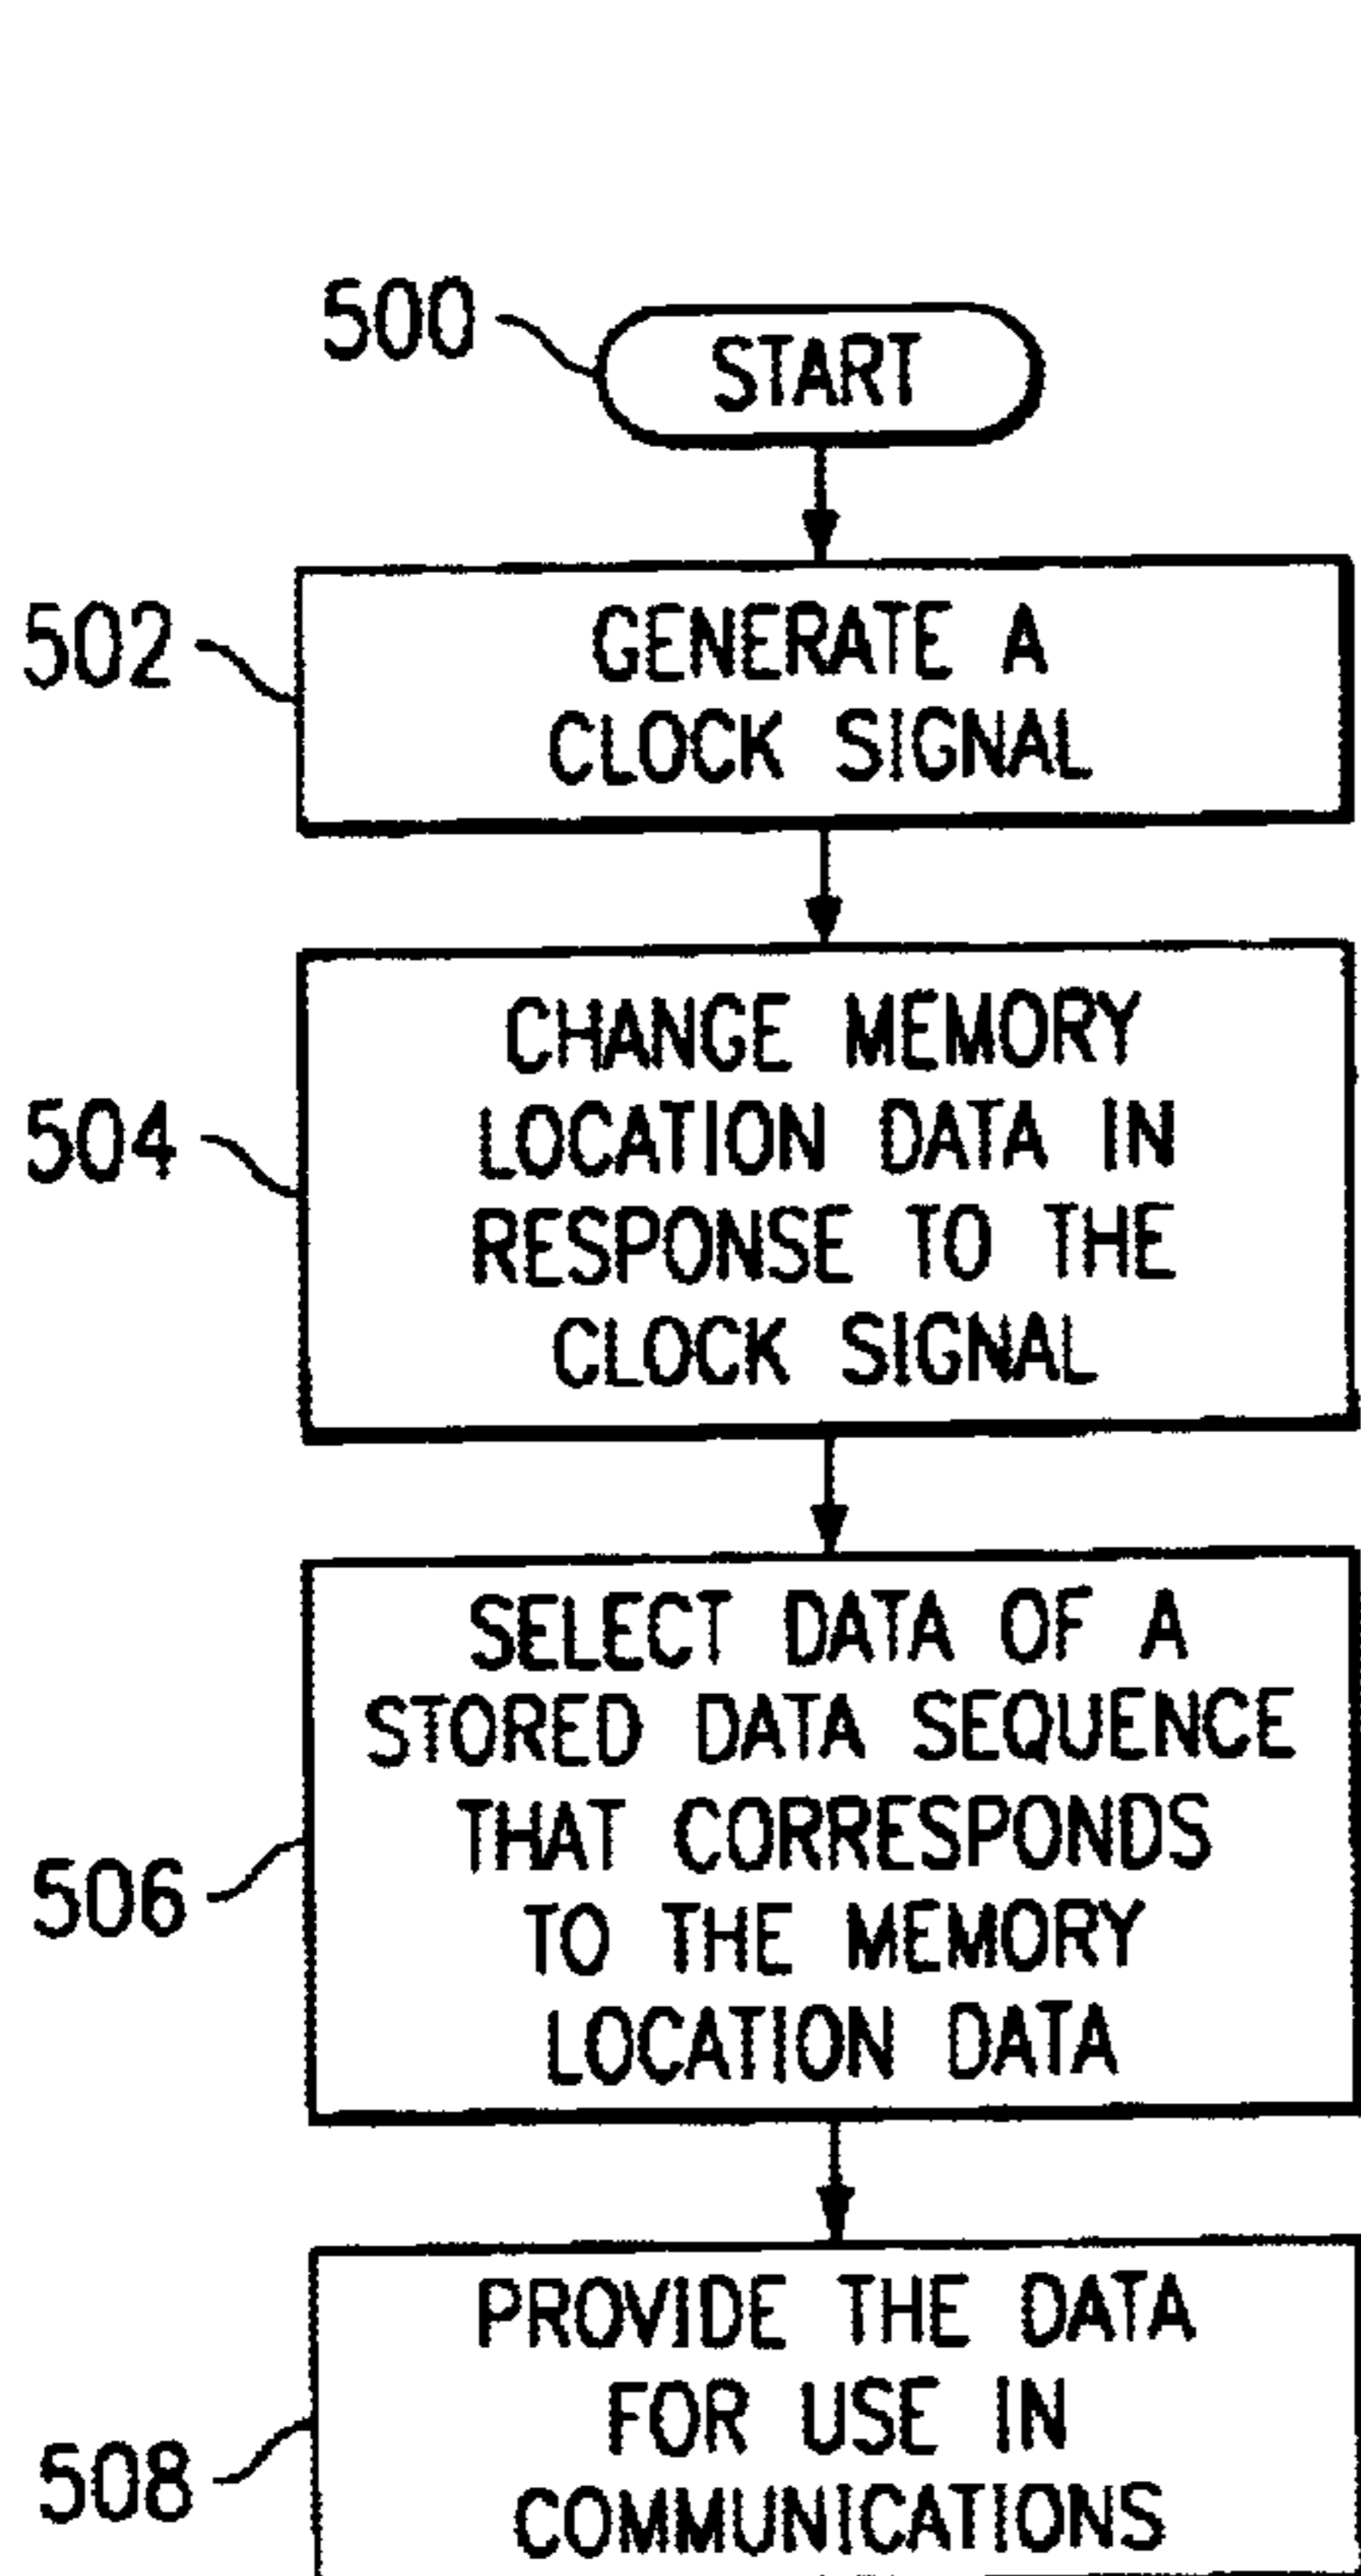 500
START
502
GENERATE A
CLOCK SIGNAL
504
CHANGE MEMORY
LOCATION DATA IN
RESPONSE TO THE
CLOCK SIGNAL
506
SELECT DATA OF A
STORED DATA SEQUENCE
THAT CORRESPONDS
TO THE MEMORY
LOCATION DATA
508
PROVIDE THE DATA
FOR USE IN
COMMUNICATIONS